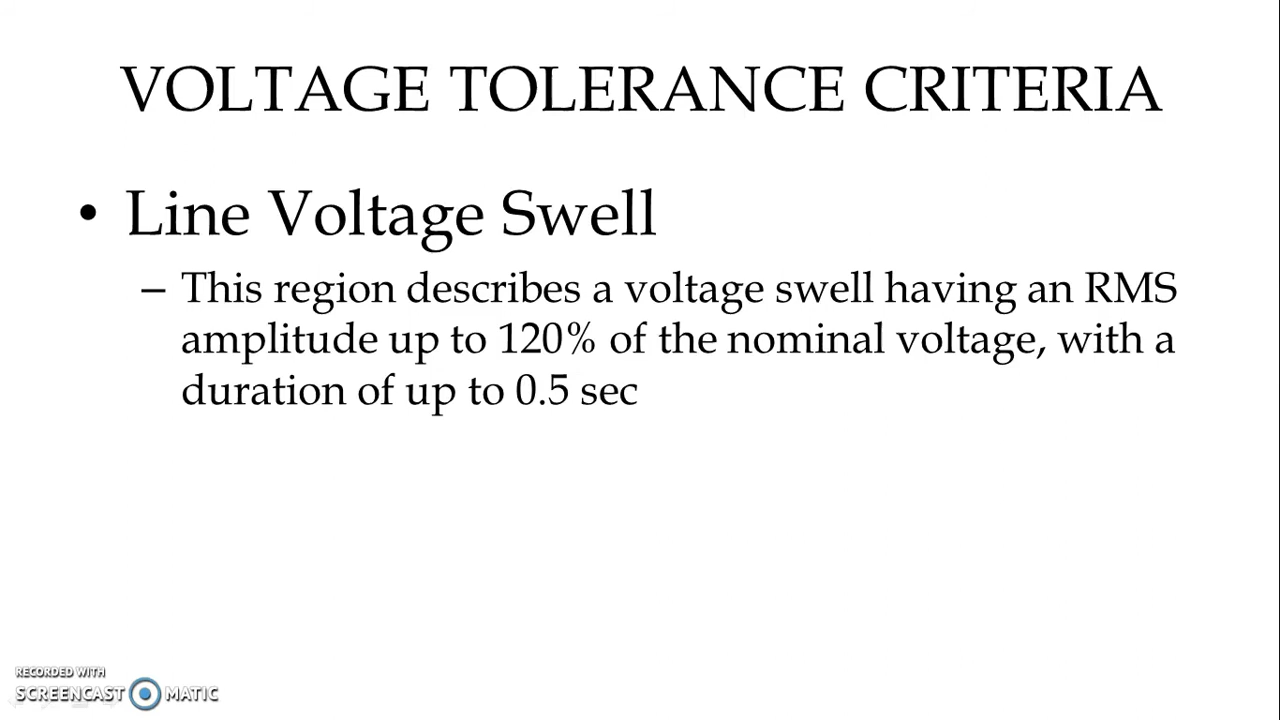 VOLTAGE TOLERANCE CRITERIA
• Line Voltage Swell
– This region describes a voltage swell having an RMS
amplitude up to 120% of the nominal voltage, with a
duration of up to 0.5 sec
RECORDED WITH
SCREENCAST MATIC